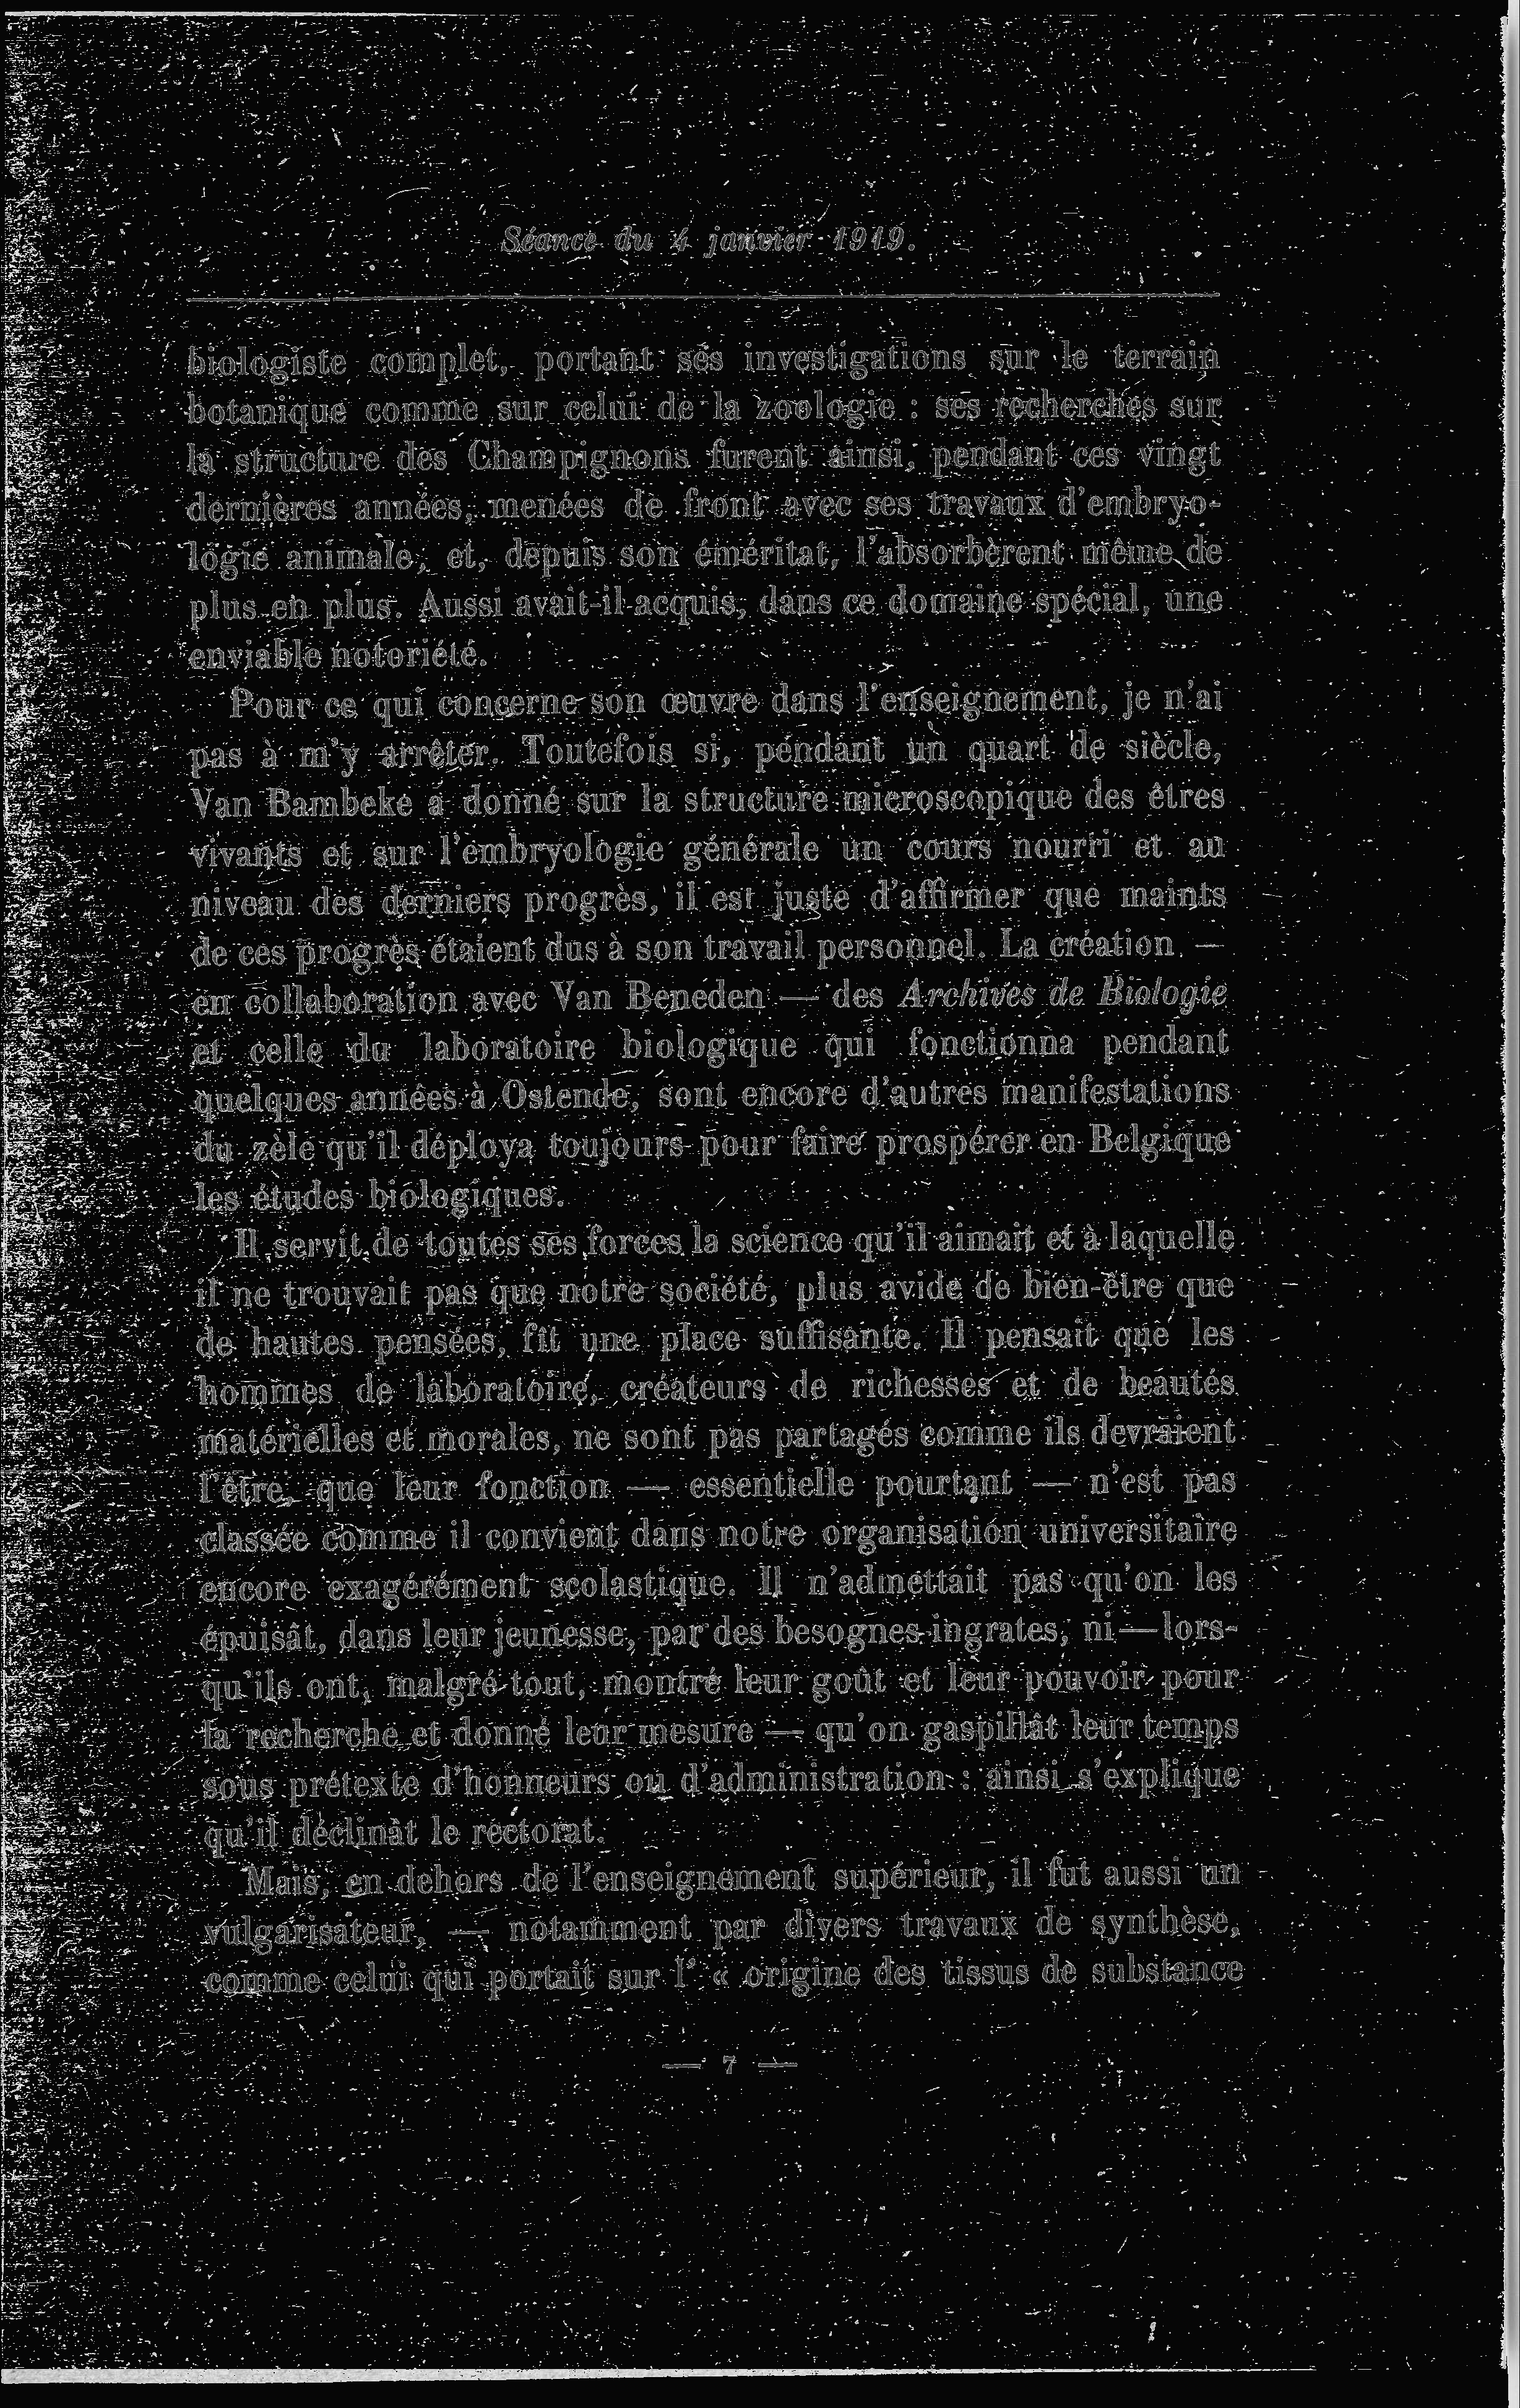 Séance du 4 janvier 1919.
biologiste complet, portant ses investigations sur le terrain
botanique comme sur celui de la zoologie : ses recherches sur
la structure des Champignons furent ainsi, pendant ces vingt
dernières années, menées de front avec ses travaux d'embryo-
logie animale, et, depuis son éméritat, l'absorbèrent même de
plus en plus. Aussi avait-il acquis, dans ce domaine spécial, une
enviable notoriété.
Pour ce qui concerne son œuvre dans l'enseignement, je n'ai
pas à m'y arrêter. Toutefois si, pendant un quart de siècle,
Van Bambeke a donné sur la structure microscopique des êtres
vivants et sur l'embryologie générale un cours nourri et au
niveau des derniers progrès, il est juste d'affirmer que maints
de ces progrès étaient dus à son travail personnel. La création —
en collaboration avec Van Beneden — des Archives de Biologie
et celle du laboratoire biologique qui fonctionna pendant
quelques années à Ostende, sont encore d'autres manifestations
du zèle qu'il déploya toujours pour faire prospérer en Belgique
les études biologiques.
Il servit de toutes ses forces la science qu'il aimait et à laquelle
il ne trouvait pas que notre société, plus avide de bien-être que
de hautes pensées, fît une place suffisante. Il pensait que les
hommes de laboratoire, créateurs de richesses et de beautés
matérielles et morales, ne sont pas partagés comme ils devraient
l'être, que leur fonction — essentielle pourtant — n'est pas
classée comme il convient dans notre organisation universitaire
encore exagérément scolastique. Il n'admettait pas qu'on les
épuisât, dans leur jeunesse, par des besognes ingrates, ni — lors-
qu'ils ont, malgré tout, montré leur goût et leur pouvoir pour
la recherche et donné leur mesure — qu'on gaspillât leur temps
sous prétexte d'honneurs ou d'administration : ainsi s'explique
qu'il déclinât le rectorat.
Mais, en dehors de l'enseignement supérieur, il fut aussi un
vulgarisateur, — notamment par divers travaux de synthèse,
comme celui qui portait sur l' « origine des tissus de substance
— 7 —